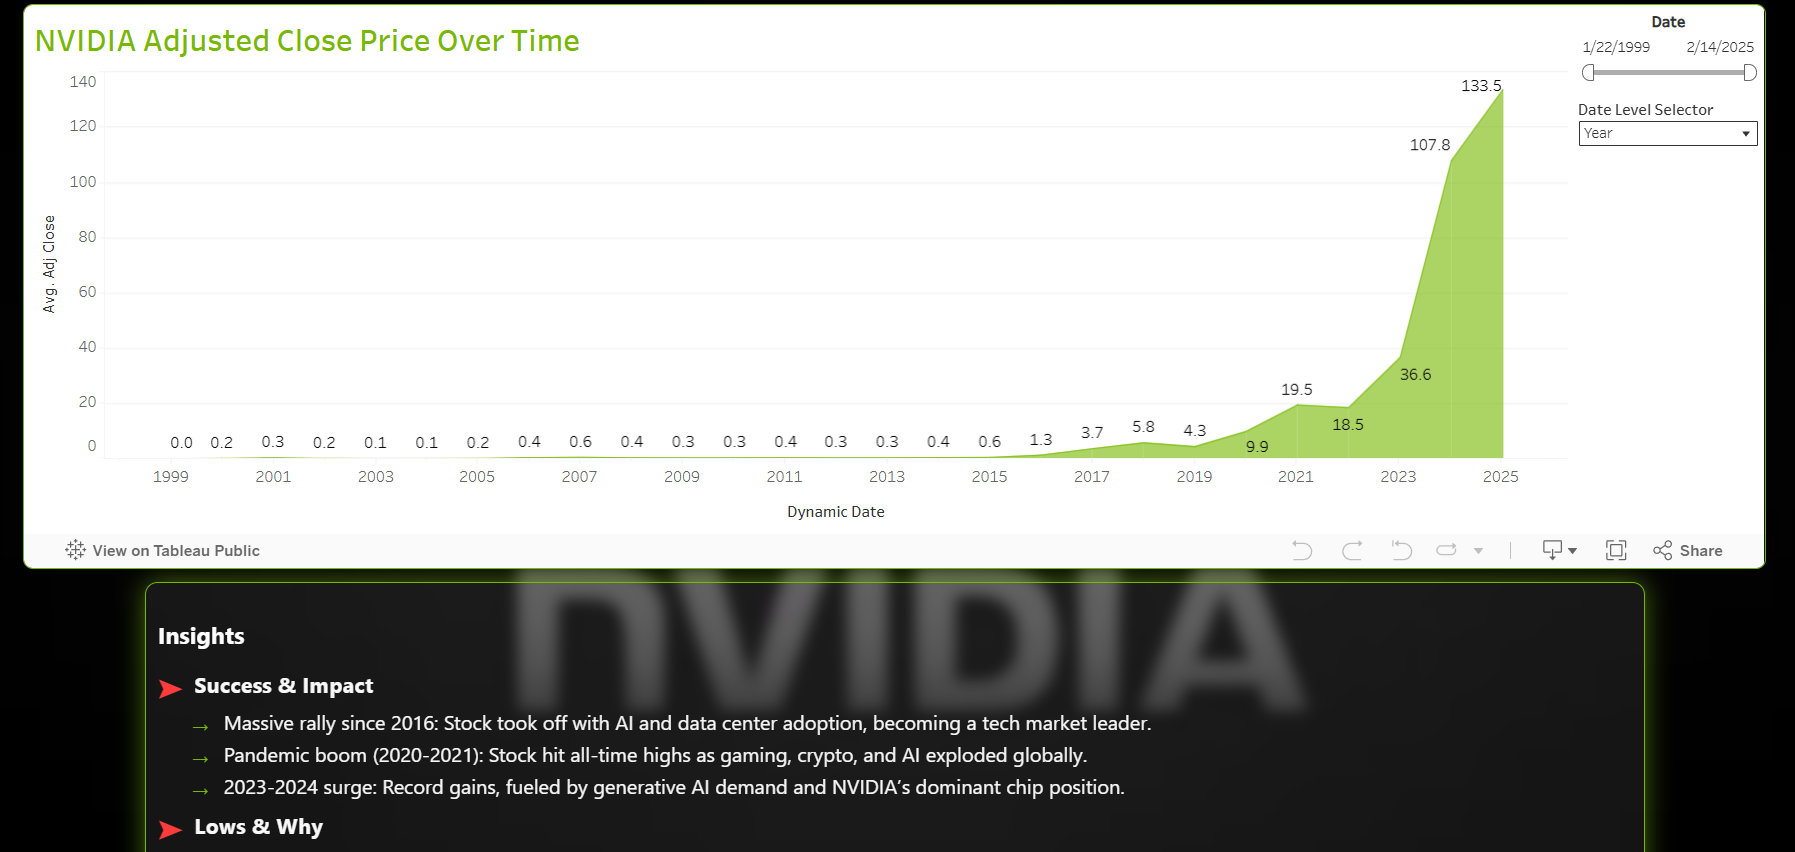 NVIDIA Adjusted Close Price Over Time
Date
1/22/1999 2/14/2025
Date Level Selector
Year
Avg. Adj Close
140
120
100
80
60
40
20
0
0.0 0.2 0.3 0.2 0.1 0.1 0.2 0.4 0.6 0.4 0.3 0.3 0.4 0.3 0.3 0.4 0.6 1.3 3.7 5.8 4.3 9.9 19.5 18.5 36.6 107.8 133.5
1999 2001 2003 2005 2007 2009 2011 2013 2015 2017 2019 2021 2023 2025
Dynamic Date
View on Tableau Public
Share
nVIDIA
Insights
Success & Impact
→ Massive rally since 2016: Stock took off with AI and data center adoption, becoming a tech market leader.
→ Pandemic boom (2020-2021): Stock hit all-time highs as gaming, crypto, and AI exploded globally.
→ 2023-2024 surge: Record gains, fueled by generative AI demand and NVIDIA’s dominant chip position.
Lows & Why